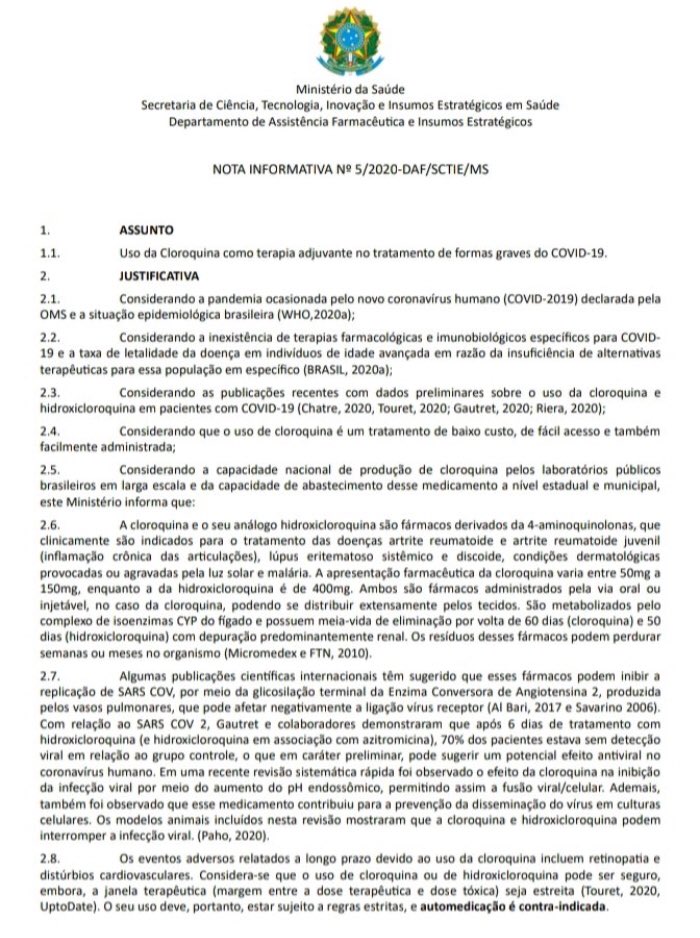 Ministério da Saúde
Secretaria de Ciência, Tecnologia, Inovação e Insumos Estratégicos em Saúde
Departamento de Assistência Farmacêutica e Insumos Estratégicos
NOTA INFORMATIVA Nº 5/2020-DAF/SCTIE/MS
1. ASSUNTO
1.1. Uso da Cloroquina como terapia adjuvante no tratamento de formas graves do COVID-19.
2. JUSTIFICATIVA
2.1. Considerando a pandemia ocasionada pelo novo coronavírus humano (COVID-2019) declarada pela
OMS e a situação epidemiológica brasileira (WHO,2020a);
2.2. Considerando a inexistência de terapias farmacológicas e imunobiológicos específicos para COVID-
19 e a taxa de letalidade da doença em indivíduos de idade avançada em razão da insuficiência de alternativas
terapêuticas para essa população em específico (BRASIL, 2020a);
2.3. Considerando as publicações recentes com dados preliminares sobre o uso da cloroquina e
hidroxicloroquina em pacientes com COVID-19 (Chatre, 2020, Touret, 2020; Gautret, 2020; Riera, 2020);
2.4. Considerando que o uso de cloroquina é um tratamento de baixo custo, de fácil acesso e também
facilmente administrada;
2.5. Considerando a capacidade nacional de produção de cloroquina pelos laboratórios públicos
brasileiros em larga escala e da capacidade de abastecimento desse medicamento a nível estadual e municipal,
este Ministério informa que:
2.6. A cloroquina e o seu análogo hidroxicloroquina são fármacos derivados da 4-aminoquinolonas, que
clinicamente são indicados para o tratamento das doenças artrite reumatoide e artrite reumatoide juvenil
(inflamação crônica das articulações), lúpus eritematoso sistêmico e discoide, condições dermatológicas
provocadas ou agravadas pela luz solar e malária. A apresentação farmacêutica da cloroquina varia entre 50mg a
150mg, enquanto a da hidroxicloroquina é de 400mg. Ambos são fármacos administrados pela via oral ou
injetável, no caso da cloroquina, podendo se distribuir extensamente pelos tecidos. São metabolizados pelo
complexo de isoenzimas CYP do fígado e possuem meia-vida de eliminação por volta de 60 dias (cloroquina) e 50
dias (hidroxicloroquina) com depuração predominantemente renal. Os resíduos desses fármacos podem perdurar
semanas ou meses no organismo (Micromedex e FTN, 2010).
2.7. Algumas publicações científicas internacionais têm sugerido que esses fármacos podem inibir a
replicação de SARS COV, por meio da glicosilação terminal da Enzima Conversora de Angiotensina 2, produzida
pelos vasos pulmonares, que pode afetar negativamente a ligação vírus receptor (Al Bari, 2017 e Savarino 2006).
Com relação ao SARS COV 2, Gautret e colaboradores demonstraram que após 6 dias de tratamento com
hidroxicloroquina (e hidroxicloroquina em associação com azitromicina), 70% dos pacientes estava sem detecção
viral em relação ao grupo controle, o que em caráter preliminar, pode sugerir um potencial efeito antiviral no
coronavírus humano. Em uma recente revisão sistemática rápida foi observado o efeito da cloroquina na inibição
da infecção viral por meio do aumento do pH endossômico, permitindo assim a fusão viral/celular. Ademais,
também foi observado que esse medicamento contribuiu para a prevenção da disseminação do vírus em culturas
celulares. Os modelos animais incluídos nesta revisão mostraram que a cloroquina e hidroxicloroquina podem
interromper a infecção viral. (Paho, 2020).
2.8. Os eventos adversos relatados a longo prazo devido ao uso da cloroquina incluem retinopatia e
distúrbios cardiovasculares. Considera-se que o uso de cloroquina ou de hidroxicloroquina pode ser seguro,
embora, a janela terapêutica (margem entre a dose terapêutica e dose tóxica) seja estreita (Touret, 2020,
UptoDate). O seu uso deve, portanto, estar sujeito a regras estritas, e automedicação é contra-indicada.